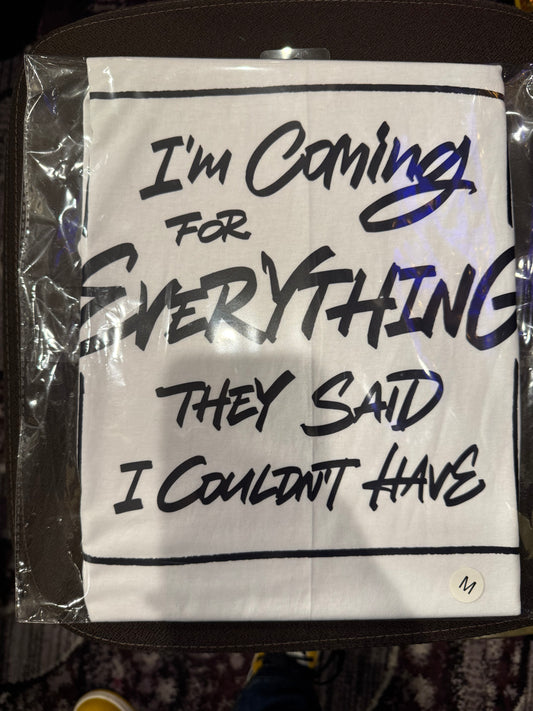 I'm Coming
FOR
EVERYTHING
THEY SAID
I COULDN'T HAVE
M